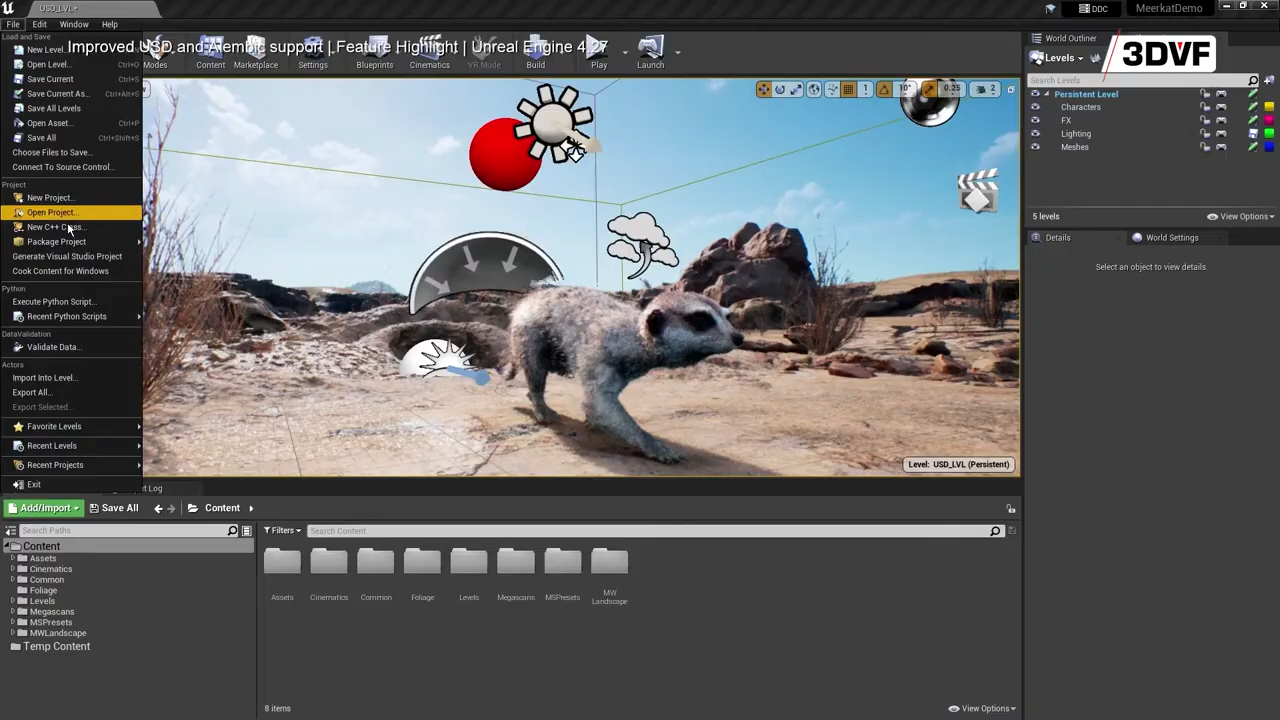 USD_LVL*
DDC
MeerkatDemo
File Edit Window Help
Improved USD and Alembic support | Feature Highlight | Unreal Engine 4.27
3DVF
Load and Save
New Level...
Open Level... Ctrl+O
Save Current Ctrl+S
Save Current As... Ctrl+Alt+S
Save All Levels
Open Asset... Ctrl+P
Save All Ctrl+Shift+S
Choose Files to Save...
Connect To Source Control...
Project
New Project...
Open Project...
Package Project
Generate Visual Studio Project
Cook Content for Windows
Python
Execute Python Script...
Recent Python Scripts
DataValidation
Validate Data...
Actors
Import Into Level...
Export All...
Export Selected...
Favorite Levels
Recent Levels
Recent Projects
Exit
Modes
Content
Marketplace
Settings
Blueprints
Cinematics
VR Mode
Build
Play
Launch
10°
0.25
2
Level: USD_LVL (Persistent)
World Outliner
Levels
Search Levels
Persistent Level
Characters
FX
Lighting
Meshes
5 levels
View Options
Details
World Settings
Select an object to view details.
Log
Add/Import
Save All
Content
Search Paths
Filters
Search Content
Content
Assets
Cinematics
Common
Foliage
Levels
Megascans
MSPresets
MWLandscape
Temp Content
Assets
Cinematics
Common
Foliage
Levels
Megascans
MSPresets
MW
Landscape
8 items
View Options